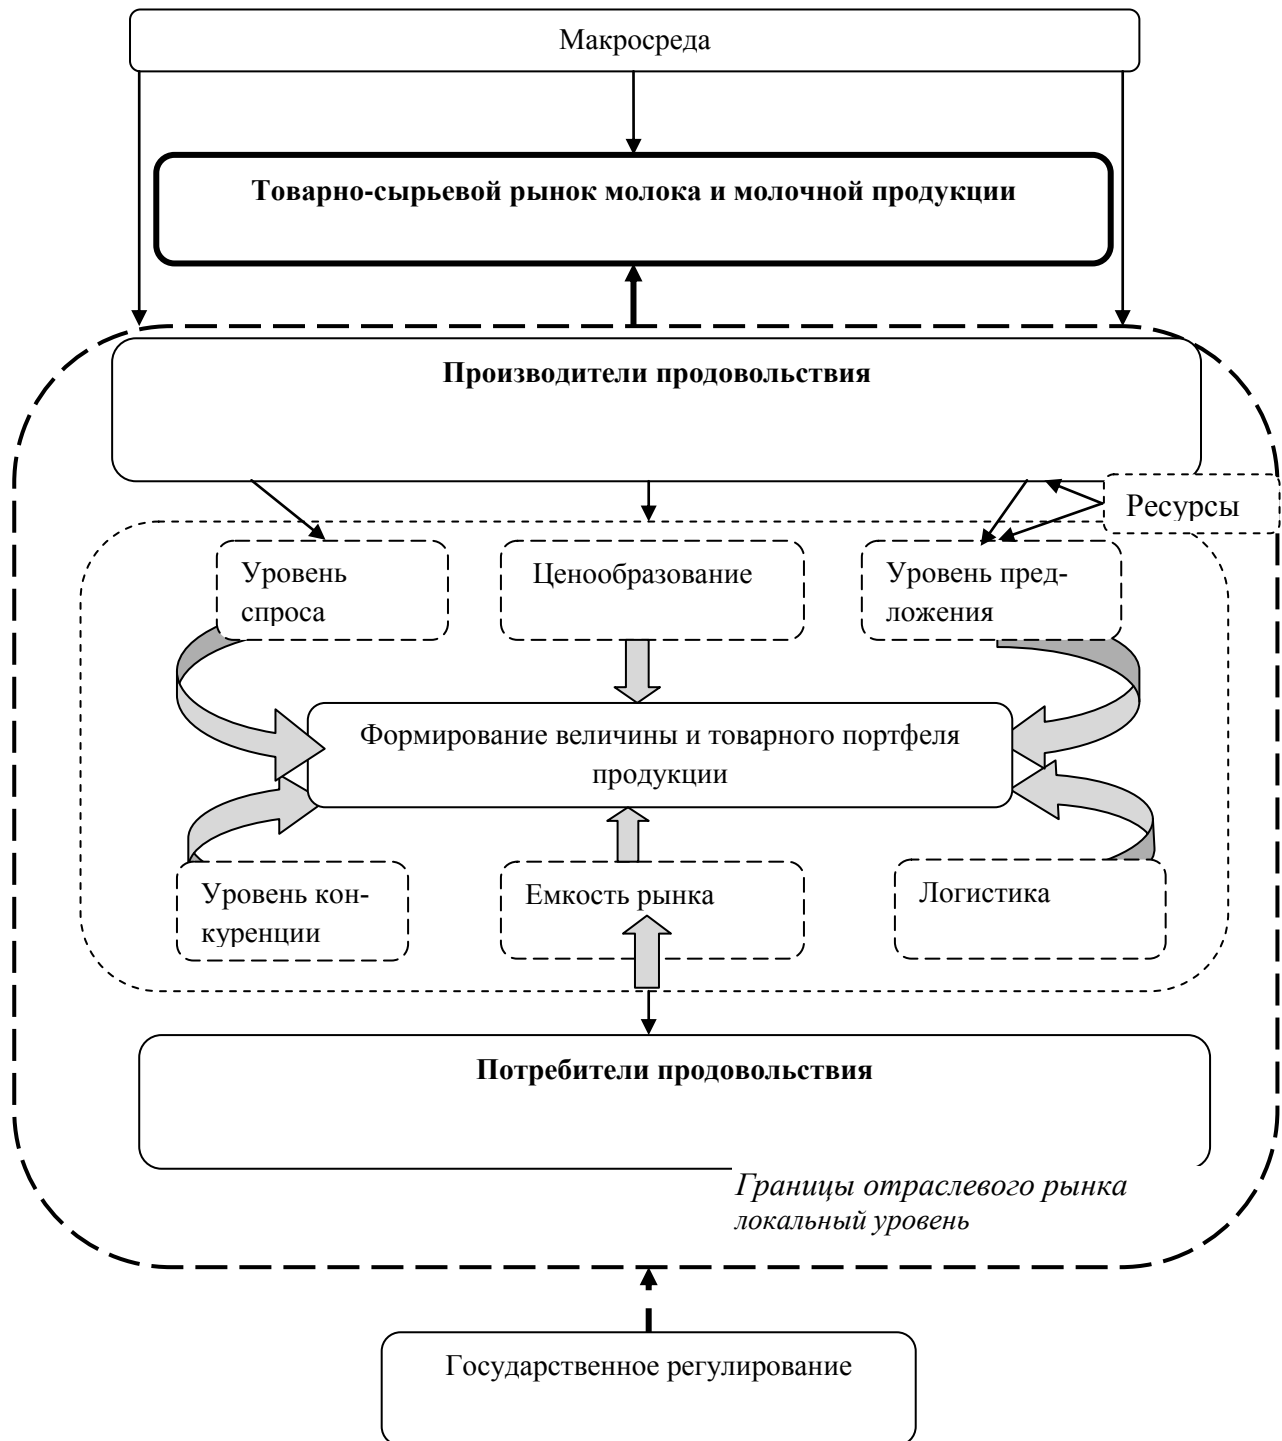 Макросреда
Товарно-сырьевой рынок молока и молочной продукции
Производители продовольствия
Ресурсы
Уровень
спроса
Ценообразование
Уровень пред-
ложения
Формирование величины и товарного портфеля
продукции
Уровень кон-
куренции
Емкость рынка
Логистика
Потребители продовольствия
Границы отраслевого рынка
локальный уровень
Государственное регулирование